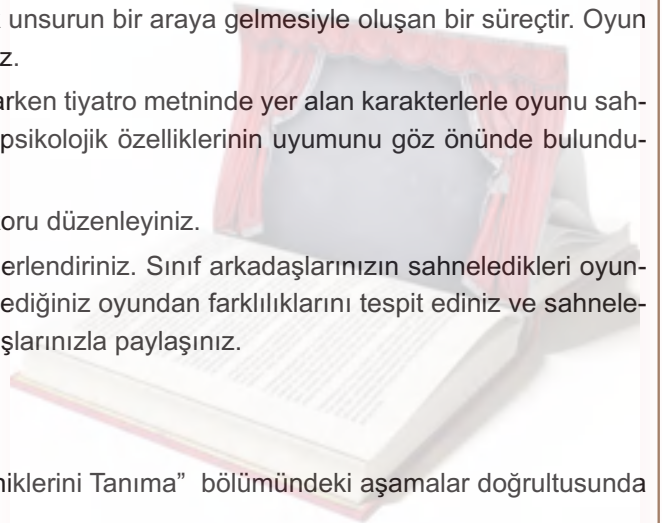 unsurun bir araya gelmesiyle oluşan bir süreçtir. Oyun
z.
arken tiyatro metninde yer alan karakterlerle oyunu sah-
psikolojik özelliklerinin uyumunu göz önünde bulundu-
oru düzenleyiniz.
erlendiriniz. Sınıf arkadaşlarınızın sahneledikleri oyun-
ediğiniz oyundan farklılıklarını tespit ediniz ve sahnele-
şlarınızla paylaşınız.
niklerini Tanıma” bölümündeki aşamalar doğrultusunda